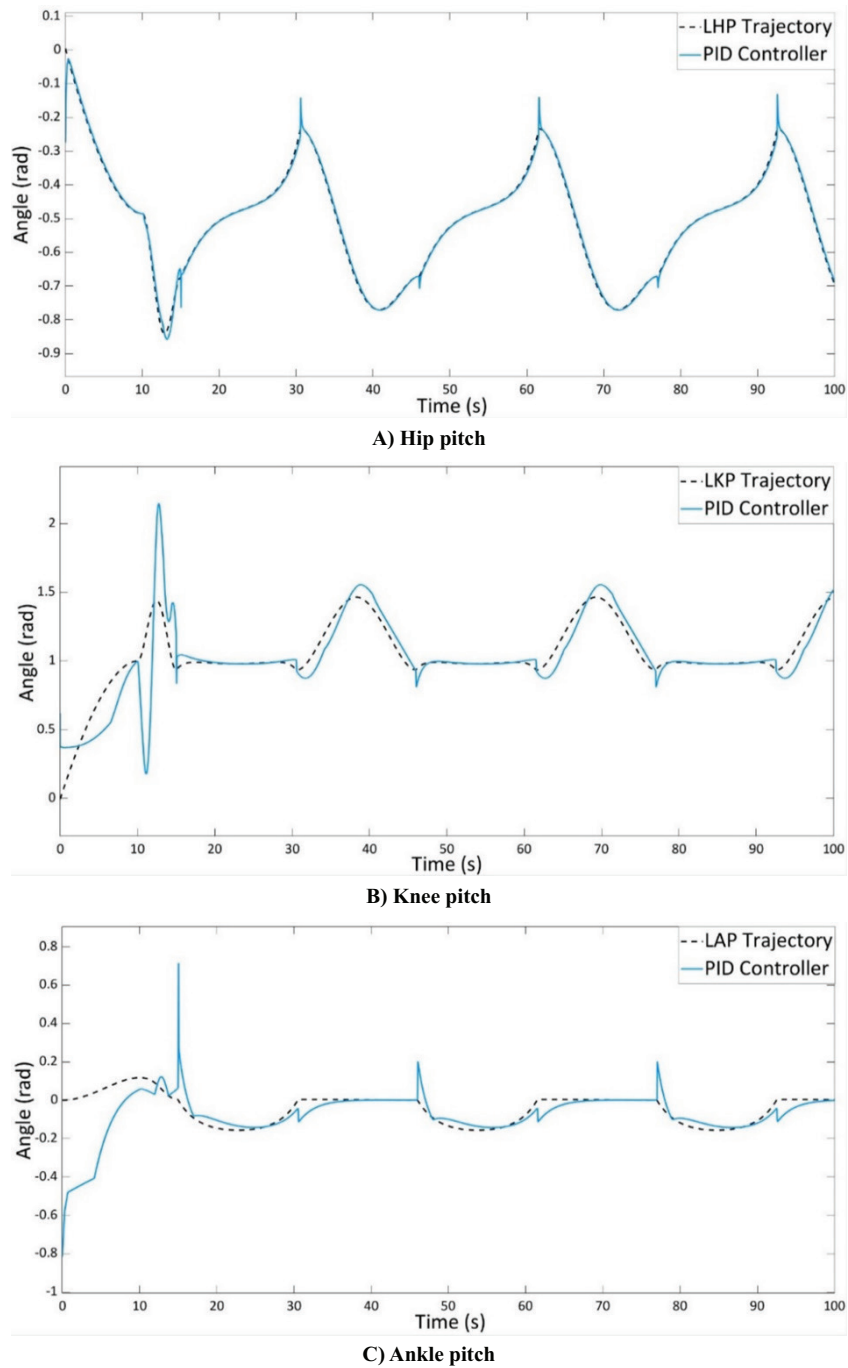 0.1
0
-0.1
-0.2
-0.3
-0.4
-0.5
-0.6
-0.7
-0.8
-0.9
Angle (rad)
LHP Trajectory
PID Controller
0 10 20 30 40 50 60 70 80 90 100
Time (s)
A) Hip pitch
2
1.5
1
0.5
0
Angle (rad)
LKP Trajectory
PID Controller
0 10 20 30 40 50 60 70 80 90 100
Time (s)
B) Knee pitch
0.8
0.6
0.4
0.2
0
-0.2
-0.4
-0.6
-0.8
-1
Angle (rad)
LAP Trajectory
PID Controller
0 10 20 30 40 50 60 70 80 90 100
Time (s)
C) Ankle pitch